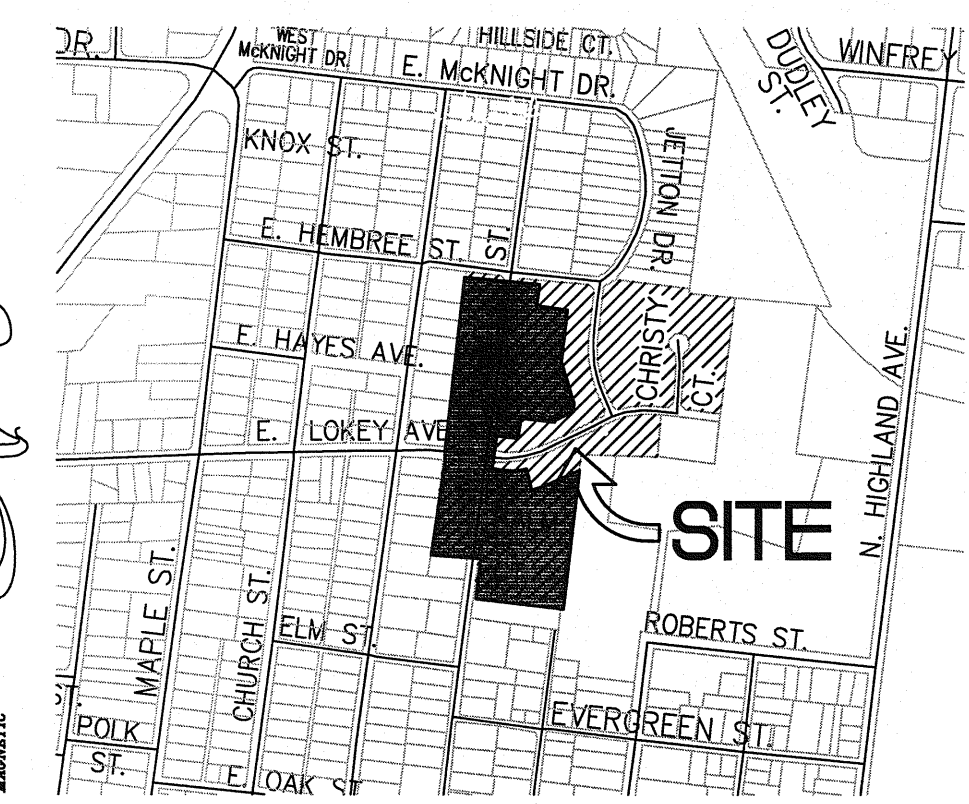 DR.
WEST
McKNIGHT DR.
HILLSIDE CT.
E. McKNIGHT DR.
DUDLEY
ST.
WINFREY
KNOX ST.
JETTON DR.
E. HEMBREE ST.
ST.
E. HAYES AVE.
CHRISTY
CT.
N. HIGHLAND AVE.
E. LOKEY AVE
SITE
MAPLE ST.
CHURCH ST.
ELM ST.
ROBERTS ST.
ST.
POLK
ST.
EVERGREEN ST.
E. OAK ST